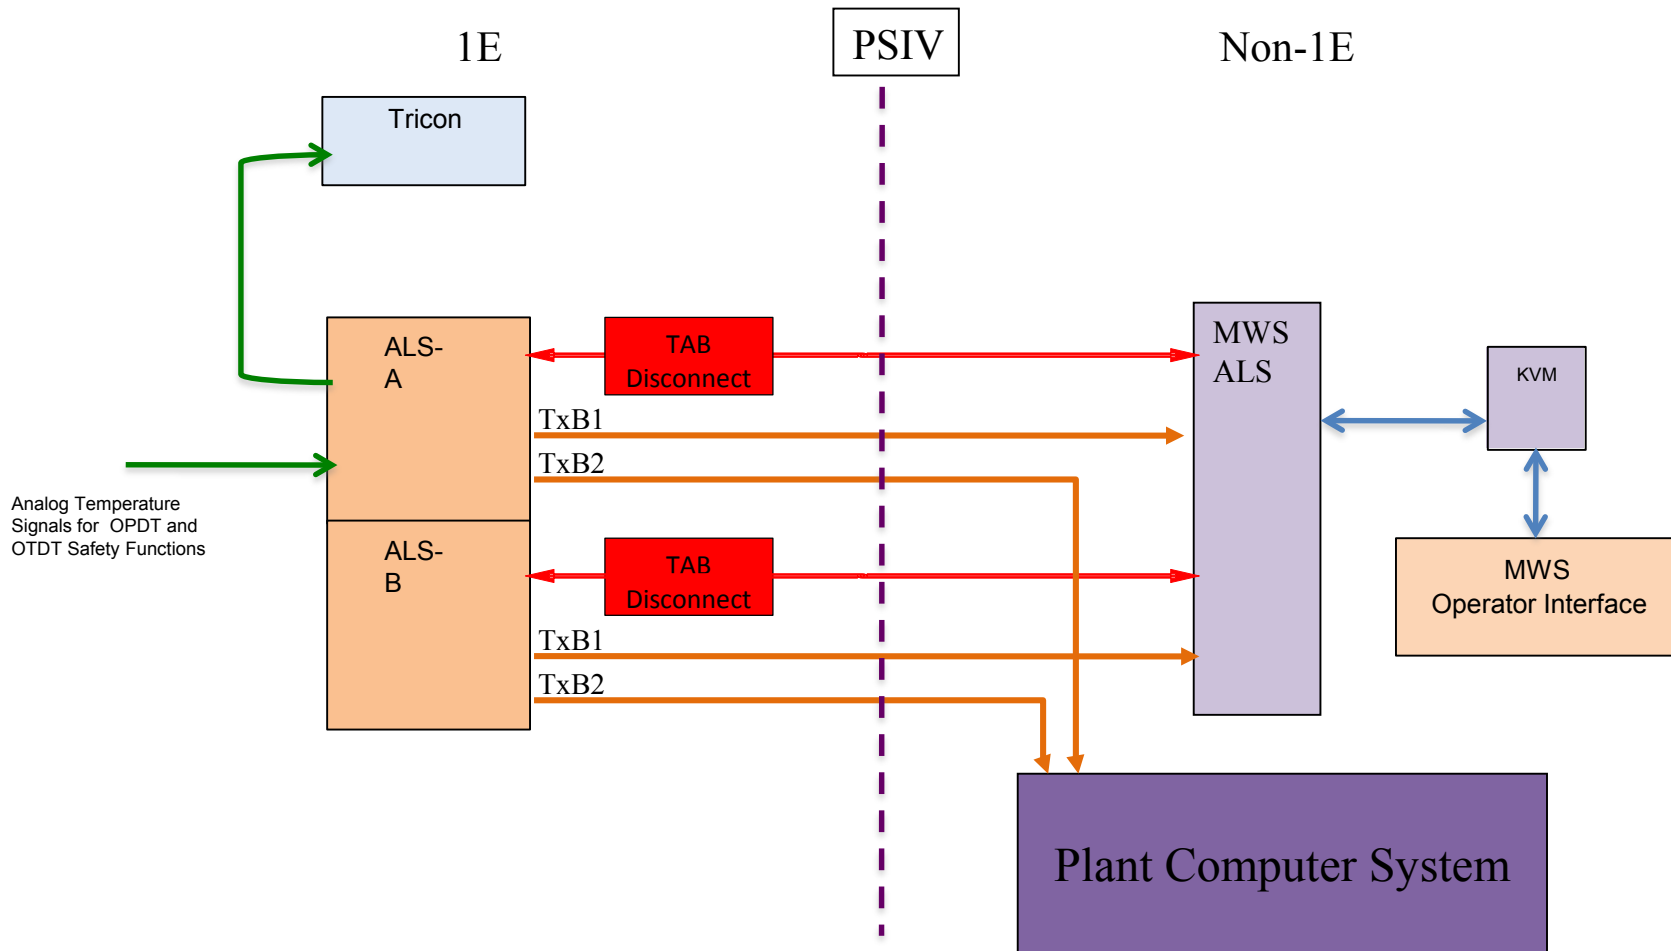 1E
PSIV
Non-1E
Tricon
ALS-
A
TAB
Disconnect
MWS
ALS
KVM
TxB1
TxB2
Analog Temperature
Signals for OPDT and
OTDT Safety Functions
ALS-
B
TAB
Disconnect
MWS
Operator Interface
TxB1
TxB2
Plant Computer System